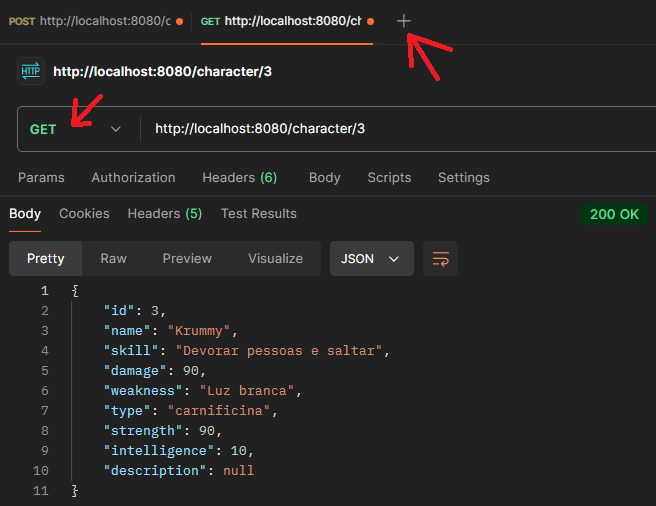 POST http://localhost:8080/c GET http://localhost:8080/ch
HTTP http://localhost:8080/character/3
GET http://localhost:8080/character/3
Params Authorization Headers (6) Body Scripts Settings
Body Cookies Headers (5) Test Results 200 OK
Pretty Raw Preview Visualize JSON
1 {
2 "id": 3,
3 "name": "Krummy",
4 "skill": "Devorar pessoas e saltar",
5 "damage": 90,
6 "weakness": "Luz branca",
7 "type": "carnificina",
8 "strength": 90,
9 "intelligence": 10,
10 "description": null
11 }